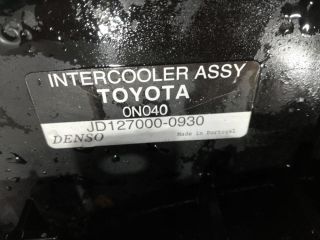 INTERCOOLER ASSY
TOYOTA
0N040
JD127000-0930
DENSO Made in Portugal